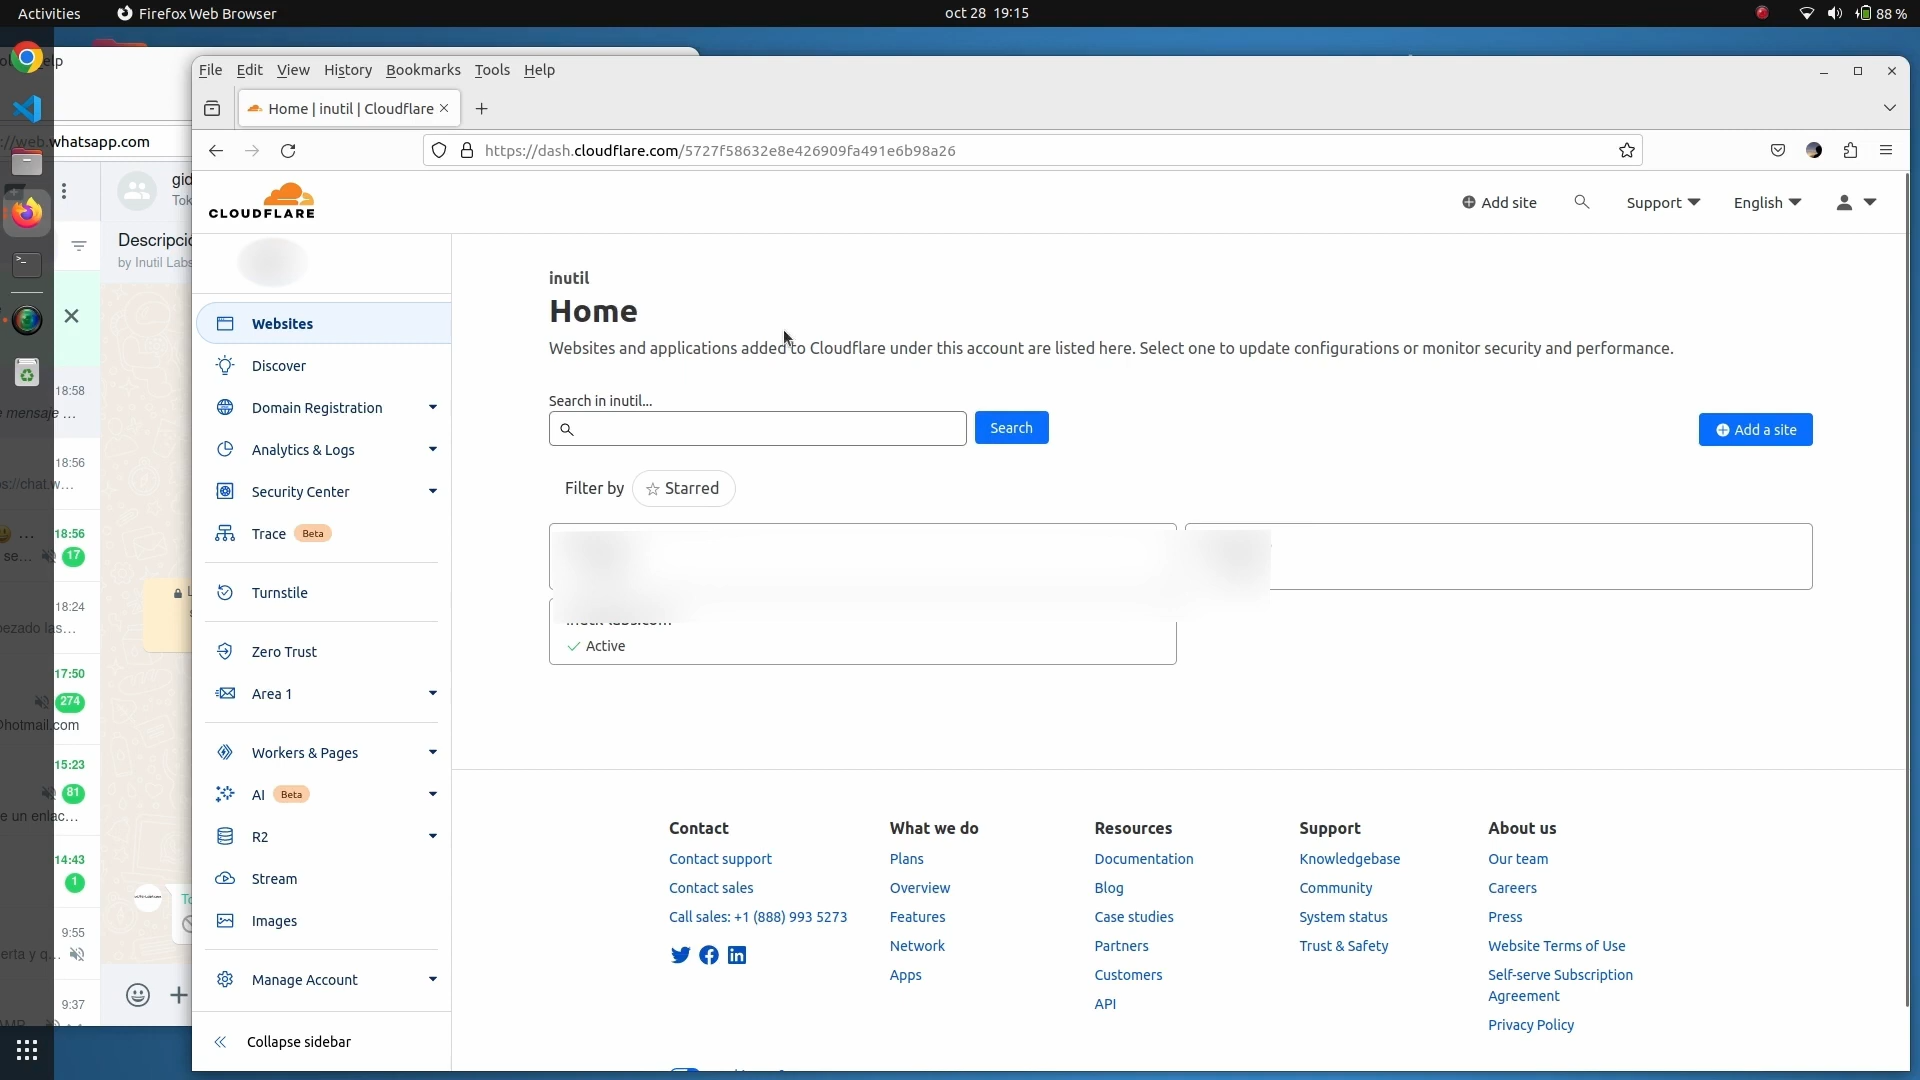 Activities
Firefox Web Browser
oct 28 19:15
88 %
File Edit View History Bookmarks Tools Help
Home | inutil | Cloudflare
https://dash.cloudflare.com/5727f58632e8e426909fa491e6b98a26
CLOUDFLARE
Add site
Support
English
Websites
Discover
Domain Registration
Analytics & Logs
Security Center
Trace Beta
Turnstile
Zero Trust
Area 1
Workers & Pages
AI Beta
R2
Stream
Images
Manage Account
Collapse sidebar
inutil
Home
Websites and applications added to Cloudflare under this account are listed here. Select one to update configurations or monitor security and performance.
Search in inutil...
Search
Add a site
Filter by
Starred
Active
Contact
Contact support
Contact sales
Call sales: +1 (888) 993 5273
What we do
Plans
Overview
Features
Network
Apps
Resources
Documentation
Blog
Case studies
Partners
Customers
API
Support
Knowledgebase
Community
System status
Trust & Safety
About us
Our team
Careers
Press
Website Terms of Use
Self-serve Subscription
Agreement
Privacy Policy
://web.whatsapp.com
by Inutil Labs
18:58
e mensaje ...
18:56
s://chat.w...
18:56
se...
17
18:24
ezado las...
17:50
274
@hotmail.com
15:23
81
e un enlac...
14:43
1
9:55
erta y q...
9:37